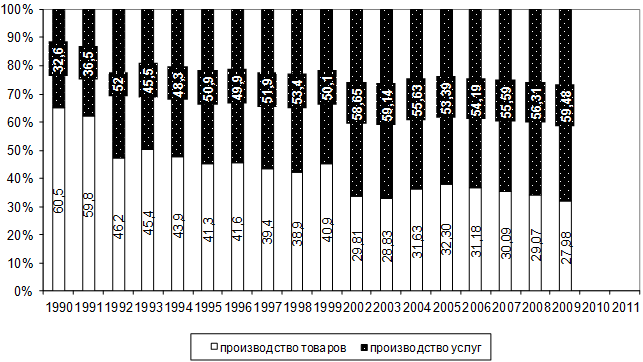 100%
90%
80%
70%
60%
50%
40%
30%
20%
10%
0%
32,6 36,5 52 45,5 48,3 50,9 49,9 51,9 53,4 50,1 58,65 59,14 55,63 53,39 54,19 55,59 56,31 59,48
60,5 59,8 46,2 45,4 43,9 41,3 41,6 39,4 38,9 40,9 29,81 28,83 31,63 32,30 31,18 30,09 29,07 27,98
1990 1991 1992 1993 1994 1995 1996 1997 1998 1999 2002 2003 2004 2005 2006 2007 2008 2009 2010 2011
производство товаров производство услуг